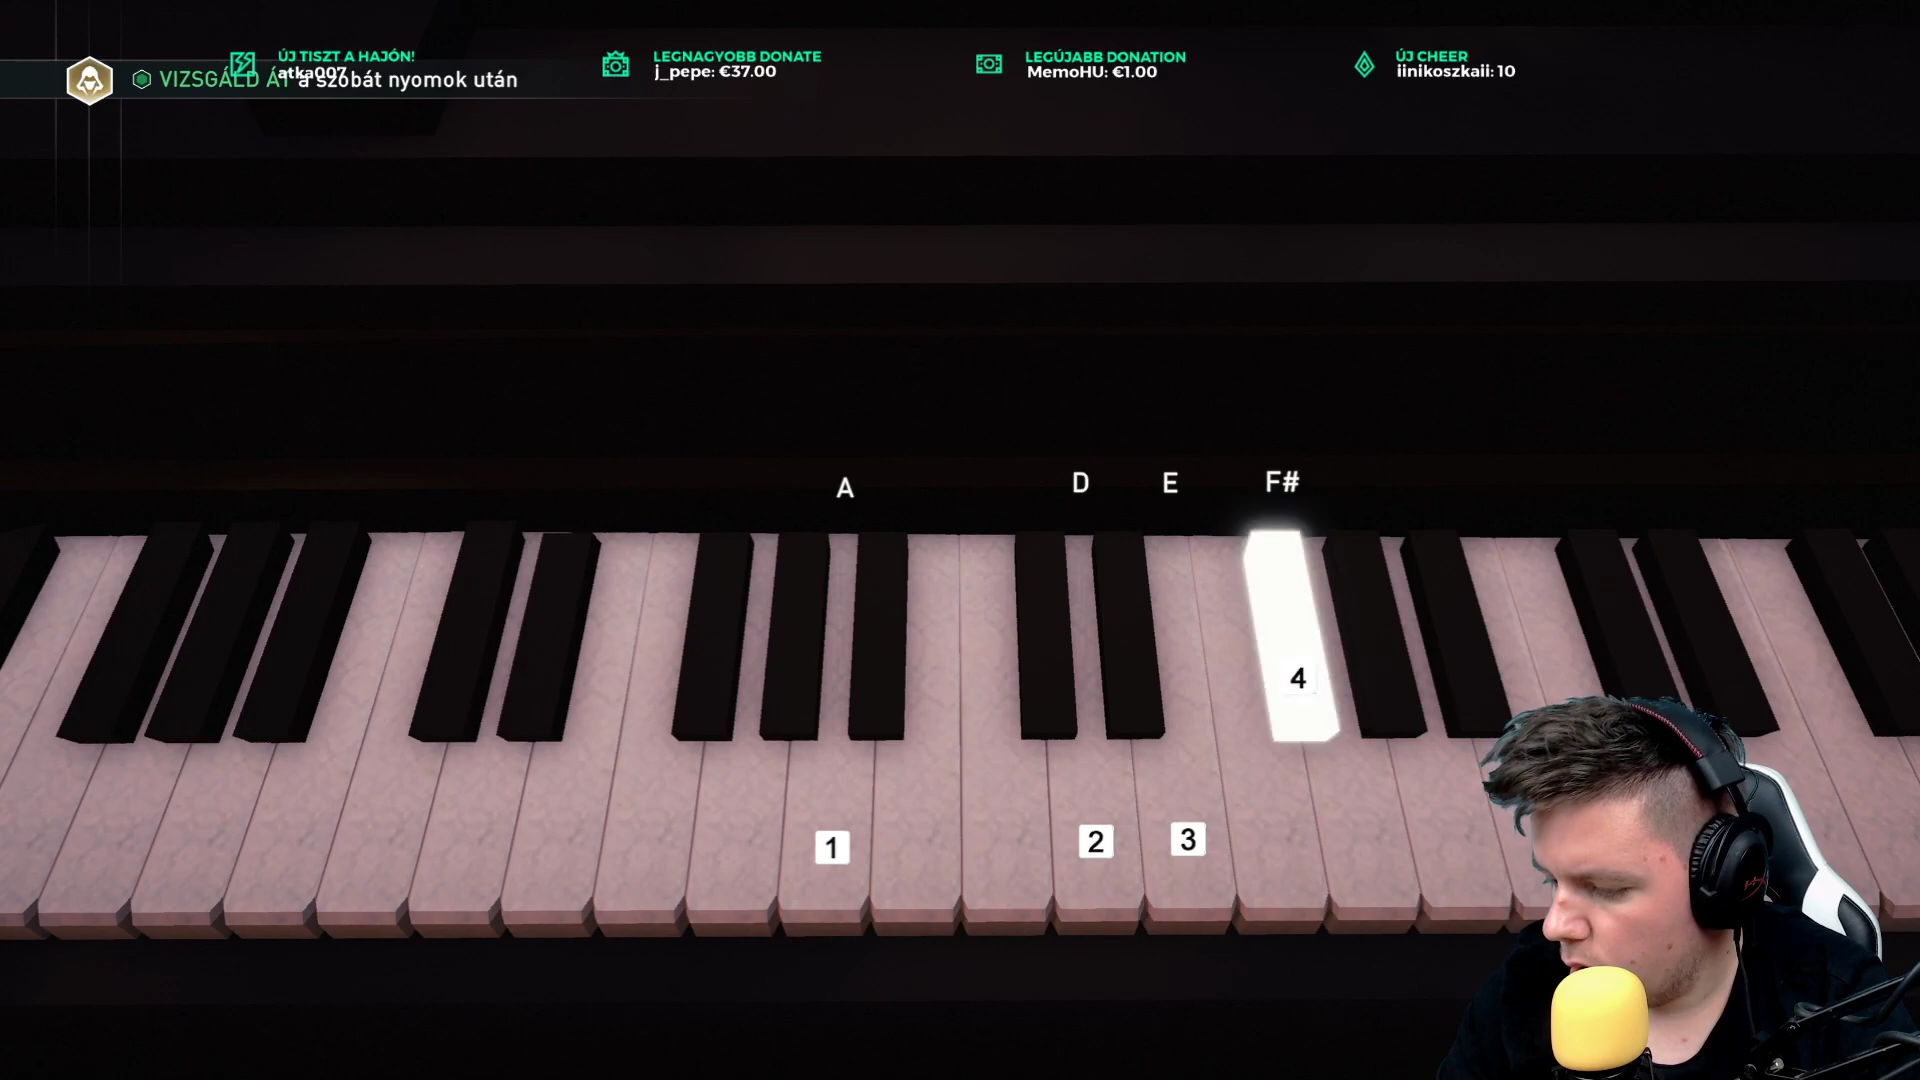 ÚJ TISZT A HAJÓN!
atka007
LEGNAGYOBB DONATE
j_pepe: €37.00
LEGÚJABB DONATION
MemoHU: €1.00
ÚJ CHEER
iinikoszkaii: 10
VIZSGÁLD ÁT a szobát nyomok után
A
D
E
F#
4
1
2
3